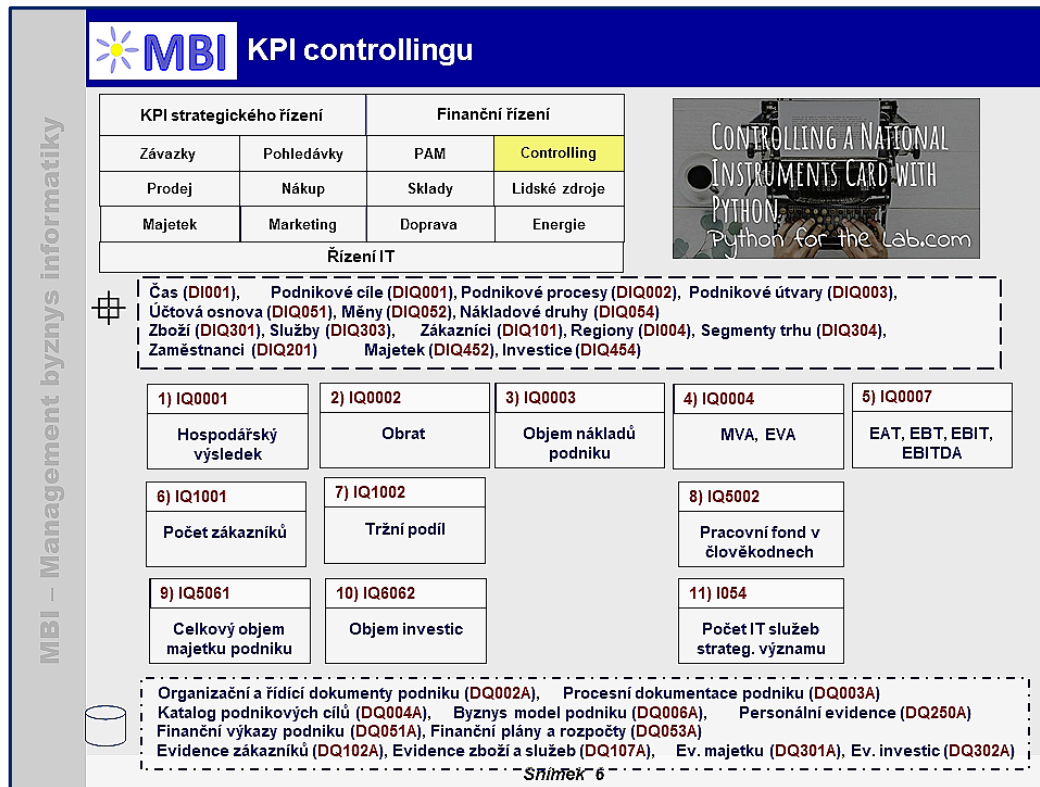 MBI KPI controllingu
MBI – Management byznys informatiky
KPI strategického řízení Finanční řízení
Závazky Pohledávky PAM Controlling
Prodej Nákup Sklady Lidské zdroje
Majetek Marketing Doprava Energie
Řízení IT
Controlling a National
Instruments Card with
Python
Python for the Lab.com
Čas (DI001), Podnikové cíle (DIQ001), Podnikové procesy (DIQ002), Podnikové útvary (DIQ003),
Účtová osnova (DIQ051), Měny (DIQ052), Nákladové druhy (DIQ054)
Zboží (DIQ301), Služby (DIQ303), Zákazníci (DIQ101), Regiony (DI004), Segmenty trhu (DIQ304),
Zaměstnanci (DIQ201) Majetek (DIQ452), Investice (DIQ454)
1) IQ0001
Hospodářský
výsledek
2) IQ0002
Obrat
3) IQ0003
Objem nákladů
podniku
4) IQ0004
MVA, EVA
5) IQ0007
EAT, EBT, EBIT,
EBITDA
6) IQ1001
Počet zákazníků
7) IQ1002
Tržní podíl
8) IQ5002
Pracovní fond v
člověkodnech
9) IQ5061
Celkový objem
majetku podniku
10) IQ6062
Objem investic
11) I054
Počet IT služeb
strateg. významu
Organizační a řídící dokumenty podniku (DQ002A), Procesní dokumentace podniku (DQ003A)
Katalog podnikových cílů (DQ004A), Byznys model podniku (DQ006A), Personální evidence (DQ250A)
Finanční výkazy podniku (DQ051A), Finanční plány a rozpočty (DQ053A)
Evidence zákazníků (DQ102A), Evidence zboží a služeb (DQ107A), Ev. majetku (DQ301A), Ev. investic (DQ302A)
Snímek 6